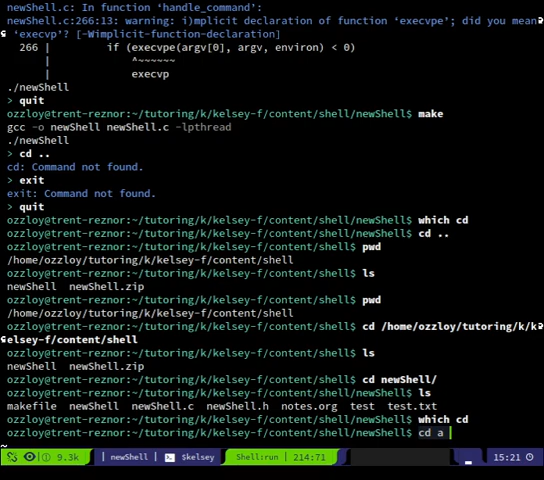 newShell.c: In function ‘handle_command’:
newShell.c:266:13: warning: i)mplicit declaration of function ‘execvpe’; did you mean
‘execvp’? [-Wimplicit-function-declaration]
266 | if (execvpe(argv[0], argv, environ) < 0)
| ^~~~~~~
| execvp
./newShell
> quit
ozzloy@trent-reznor:~/tutoring/k/kelsey-f/content/shell/newShell$ make
gcc -o newShell newShell.c -lpthread
./newShell
> cd ..
cd: Command not found.
> exit
exit: Command not found.
> quit
ozzloy@trent-reznor:~/tutoring/k/kelsey-f/content/shell/newShell$ which cd
ozzloy@trent-reznor:~/tutoring/k/kelsey-f/content/shell/newShell$ cd ..
ozzloy@trent-reznor:~/tutoring/k/kelsey-f/content/shell$ pwd
/home/ozzloy/tutoring/k/kelsey-f/content/shell
ozzloy@trent-reznor:~/tutoring/k/kelsey-f/content/shell$ ls
newShell newShell.zip
ozzloy@trent-reznor:~/tutoring/k/kelsey-f/content/shell$ pwd
/home/ozzloy/tutoring/k/kelsey-f/content/shell
ozzloy@trent-reznor:~/tutoring/k/kelsey-f/content/shell$ cd /home/ozzloy/tutoring/k/k
elsey-f/content/shell
ozzloy@trent-reznor:~/tutoring/k/kelsey-f/content/shell$ ls
newShell newShell.zip
ozzloy@trent-reznor:~/tutoring/k/kelsey-f/content/shell$ cd newShell/
ozzloy@trent-reznor:~/tutoring/k/kelsey-f/content/shell/newShell$ ls
makefile newShell newShell.c newShell.h notes.org test test.txt
ozzloy@trent-reznor:~/tutoring/k/kelsey-f/content/shell/newShell$ which cd
ozzloy@trent-reznor:~/tutoring/k/kelsey-f/content/shell/newShell$ cd a
~
9.3k | newShell | $kelsey Shell:run | 214:71 15:21